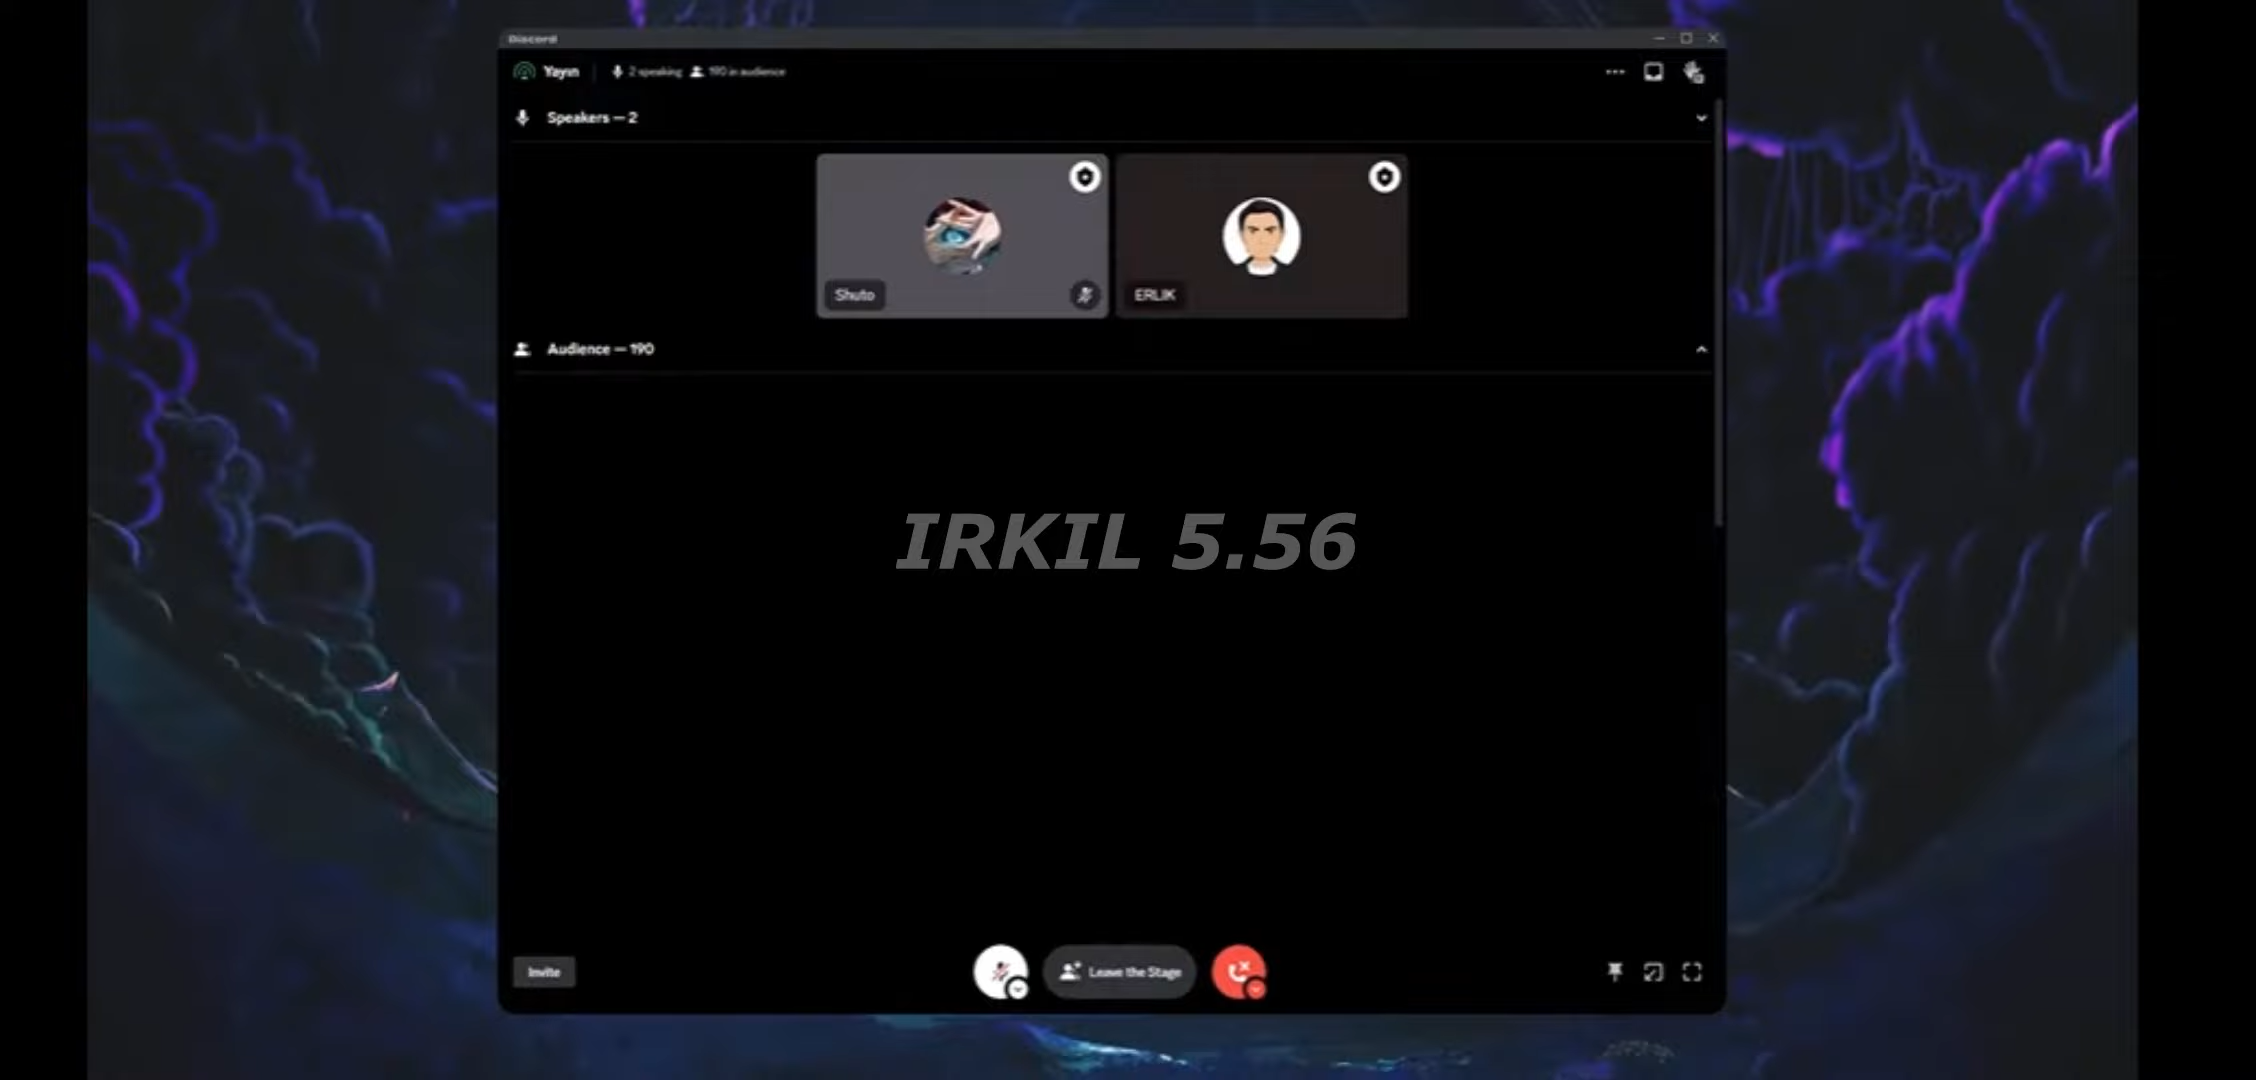 Discord
Yayın
2 speaking
190 in audience
Speakers — 2
Shuto
ERLIK
Audience — 190
IRKIL 5.56
Invite
Leave the Stage